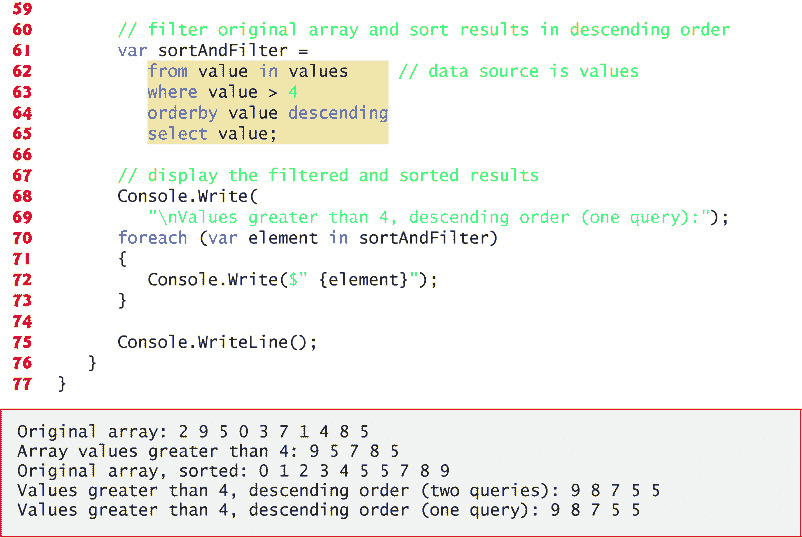 59
60 // filter original array and sort results in descending order
61 var sortAndFilter =
62 from value in values // data source is values
63 where value > 4
64 orderby value descending
65 select value;
66
67 // display the filtered and sorted results
68 Console.Write(
69 "\nValues greater than 4, descending order (one query):");
70 foreach (var element in sortAndFilter)
71 {
72 Console.Write($" {element}");
73 }
74
75 Console.WriteLine();
76 }
77 }
Original array: 2 9 5 0 3 7 1 4 8 5
Array values greater than 4: 9 5 7 8 5
Original array, sorted: 0 1 2 3 4 5 5 7 8 9
Values greater than 4, descending order (two queries): 9 8 7 5 5
Values greater than 4, descending order (one query): 9 8 7 5 5